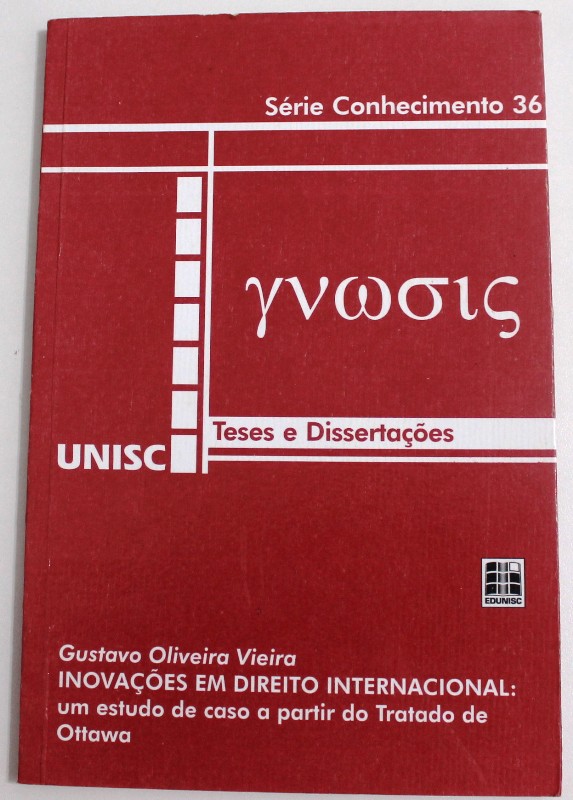 Série Conhecimento 36
γνωσις
Teses e Dissertações
UNISC
EDUNISC
Gustavo Oliveira Vieira
INOVAÇÕES EM DIREITO INTERNACIONAL:
um estudo de caso a partir do Tratado de
Ottawa